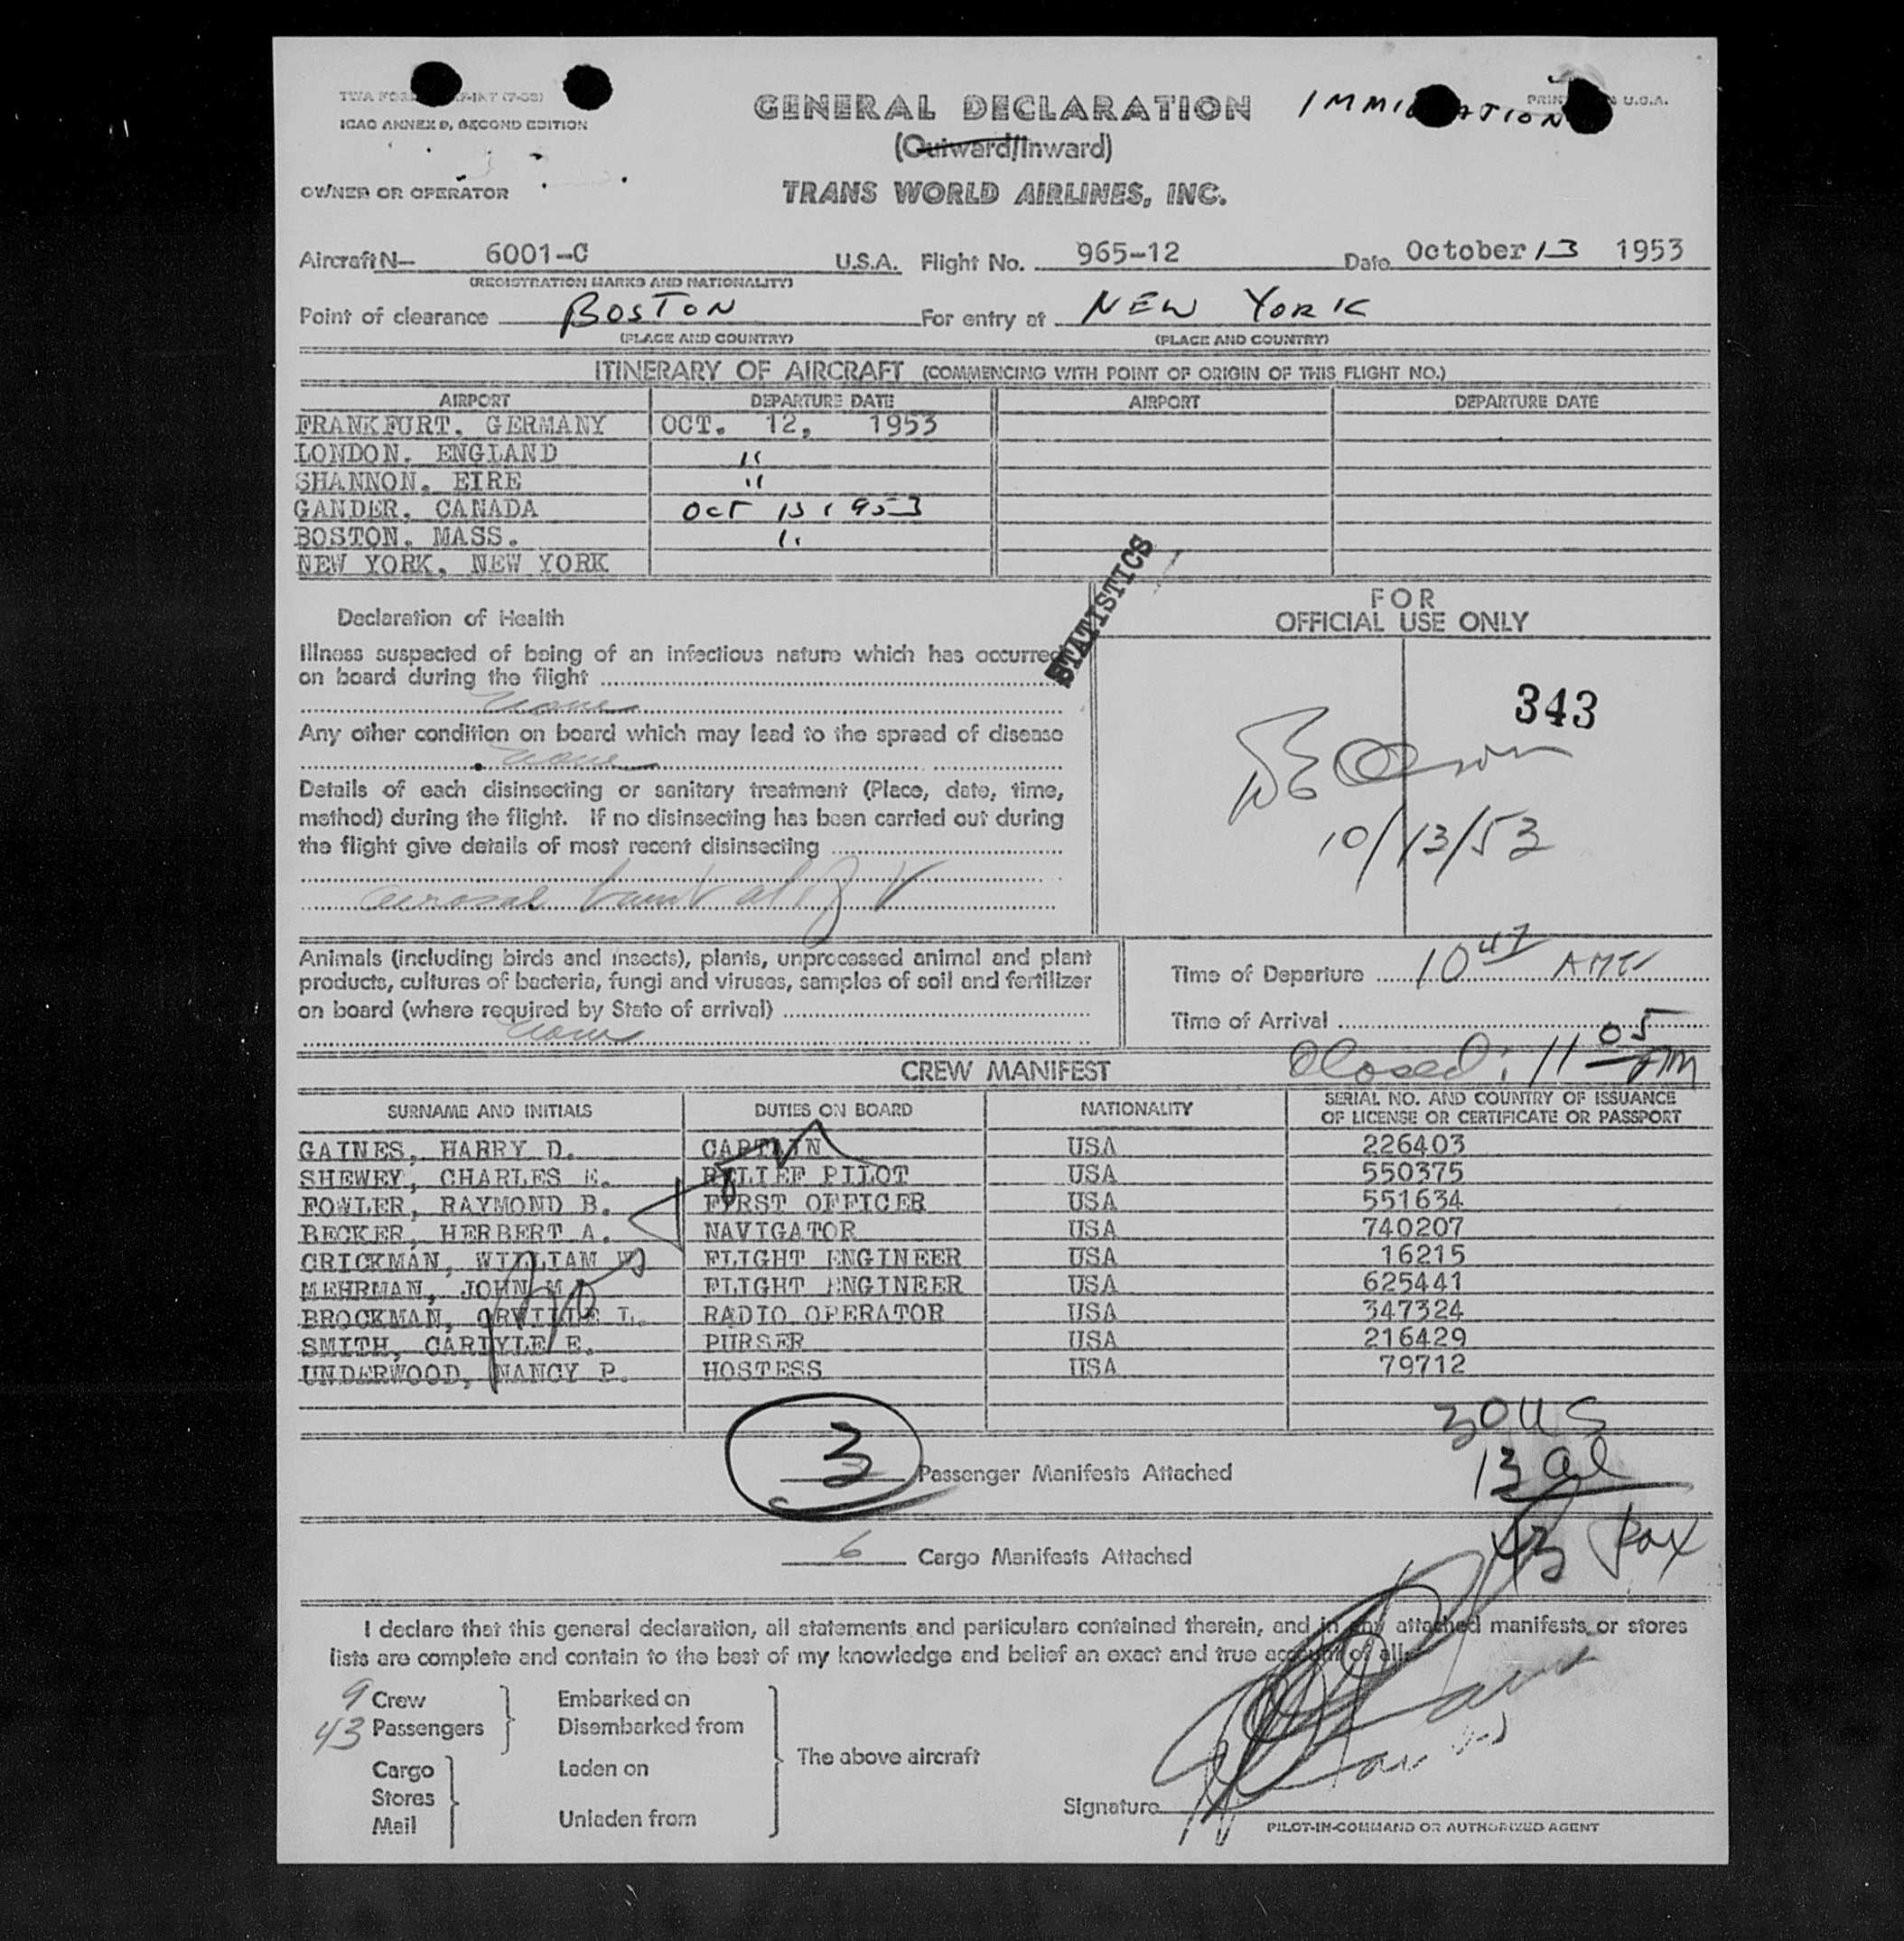 GENERAL DECLARATION
(Outward/Inward)
ICAO ANNEX 9, SECOND EDITION
OWNER OR OPERATOR
TRANS WORLD AIRLINES, INC.
Aircraft N- 6001-C U.S.A. Flight No. 965-12 Date October 13 1953
(REGISTRATION MARKS AND NATIONALITY)
Point of clearance BOSTON For entry at NEW YORK
(PLACE AND COUNTRY) (PLACE AND COUNTRY)
ITINERARY OF AIRCRAFT (COMMENCING WITH POINT OF ORIGIN OF THIS FLIGHT NO.)
AIRPORT DEPARTURE DATE AIRPORT DEPARTURE DATE
FRANKFURT, GERMANY OCT. 12, 1953
LONDON, ENGLAND "
SHANNON, EIRE "
GANDER, CANADA OCT 13 1953
BOSTON, MASS. "
NEW YORK, NEW YORK
STATISTICS
Declaration of Health
Illness suspected of being of an infectious nature which has occurred
on board during the flight
None
Any other condition on board which may lead to the spread of disease
None
Details of each disinsecting or sanitary treatment (Place, date, time,
method) during the flight. If no disinsecting has been carried out during
the flight give details of most recent disinsecting
FOR
OFFICIAL USE ONLY
343
10/13/53
Animals (including birds and insects), plants, unprocessed animal and plant
products, cultures of bacteria, fungi and viruses, samples of soil and fertilizer
on board (where required by State of arrival)
None
Time of Departure 10 47
Time of Arrival
Closed: 11 05
CREW MANIFEST
SURNAME AND INITIALS DUTIES ON BOARD NATIONALITY SERIAL NO. AND COUNTRY OF ISSUANCE
OF LICENSE OR CERTIFICATE OR PASSPORT
GAINES, HARRY D. CAPTAIN USA 226403
SHEWEY, CHARLES E. RELIEF PILOT USA 550375
FOWLER, RAYMOND B. FIRST OFFICER USA 551634
BECKER, HERBERT A. NAVIGATOR USA 740207
CRICKMAN, WILLIAM W FLIGHT ENGINEER USA 16215
MEHRMAN, JOHN M FLIGHT ENGINEER USA 625441
BROCKMAN, ORVILLE L. RADIO OPERATOR USA 347324
SMITH, CARLYLE E. PURSER USA 216429
UNDERWOOD, NANCY P. HOSTESS USA 79712
30 US
13 al
43 Pax
3 Passenger Manifests Attached
6 Cargo Manifests Attached
I declare that this general declaration, all statements and particulars contained therein, and in any attached manifests or stores
lists are complete and contain to the best of my knowledge and belief an exact and true account of all
9 Crew Embarked on
43 Passengers Disembarked from
The above aircraft
Cargo Laden on
Stores
Mail Unladen from
Signature
PILOT-IN-COMMAND OR AUTHORIZED AGENT